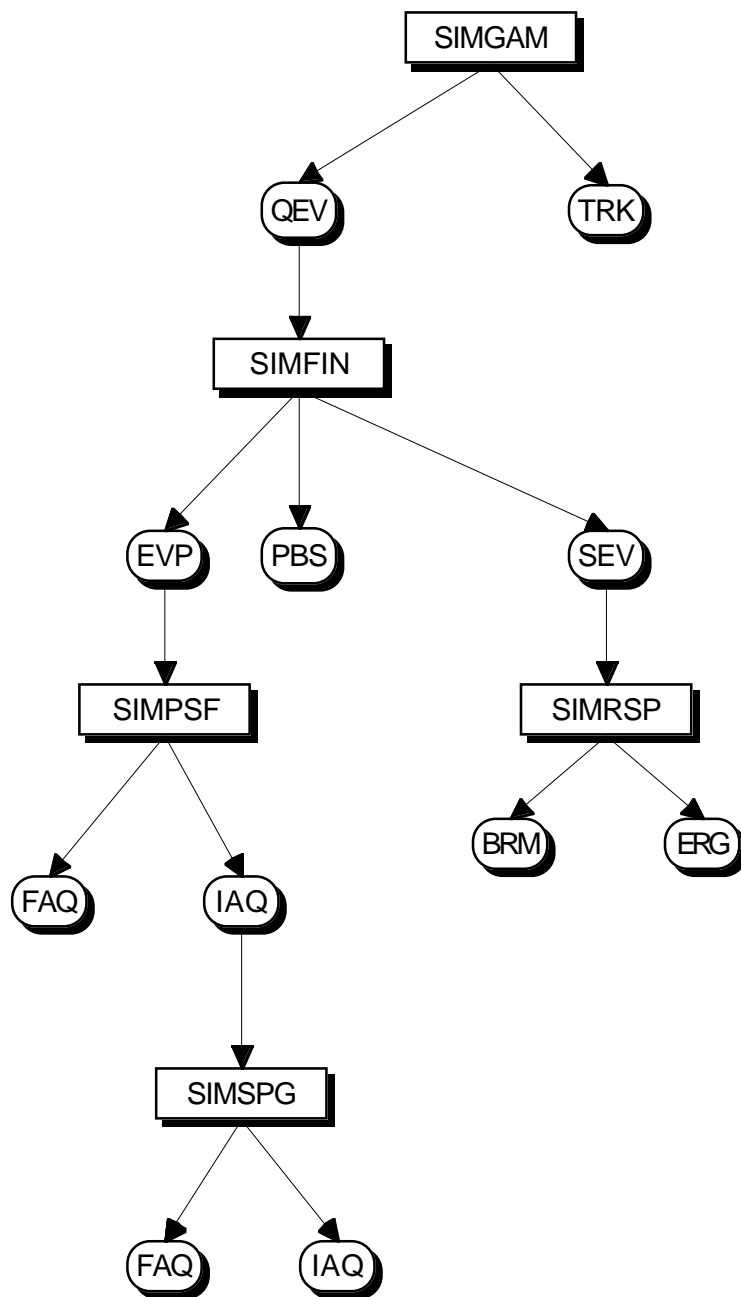 SIMGAM
QEV
TRK
SIMFIN
EVP
PBS
SEV
SIMPSF
SIMRSP
BRM
ERG
FAQ
IAQ
SIMSPG
FAQ
IAQ